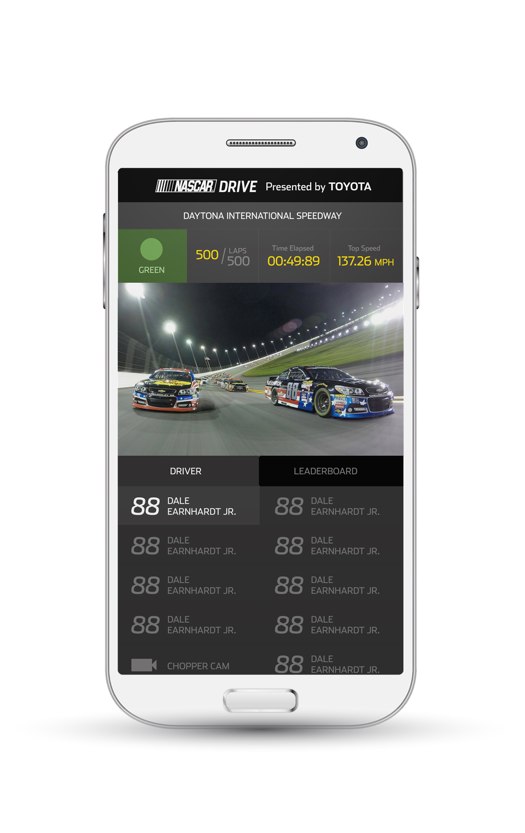 NASCAR DRIVE Presented by TOYOTA
DAYTONA INTERNATIONAL SPEEDWAY
GREEN
500 / LAPS 500
Time Elapsed
00:49:89
Top Speed
137.26 MPH
DRIVER
LEADERBOARD
88 DALE
EARNHARDT JR.
88 DALE
EARNHARDT JR.
88 DALE
EARNHARDT JR.
88 DALE
EARNHARDT JR.
88 DALE
EARNHARDT JR.
88 DALE
EARNHARDT JR.
88 DALE
EARNHARDT JR.
88 DALE
EARNHARDT JR.
CHOPPER CAM
88 DALE
EARNHARDT JR.